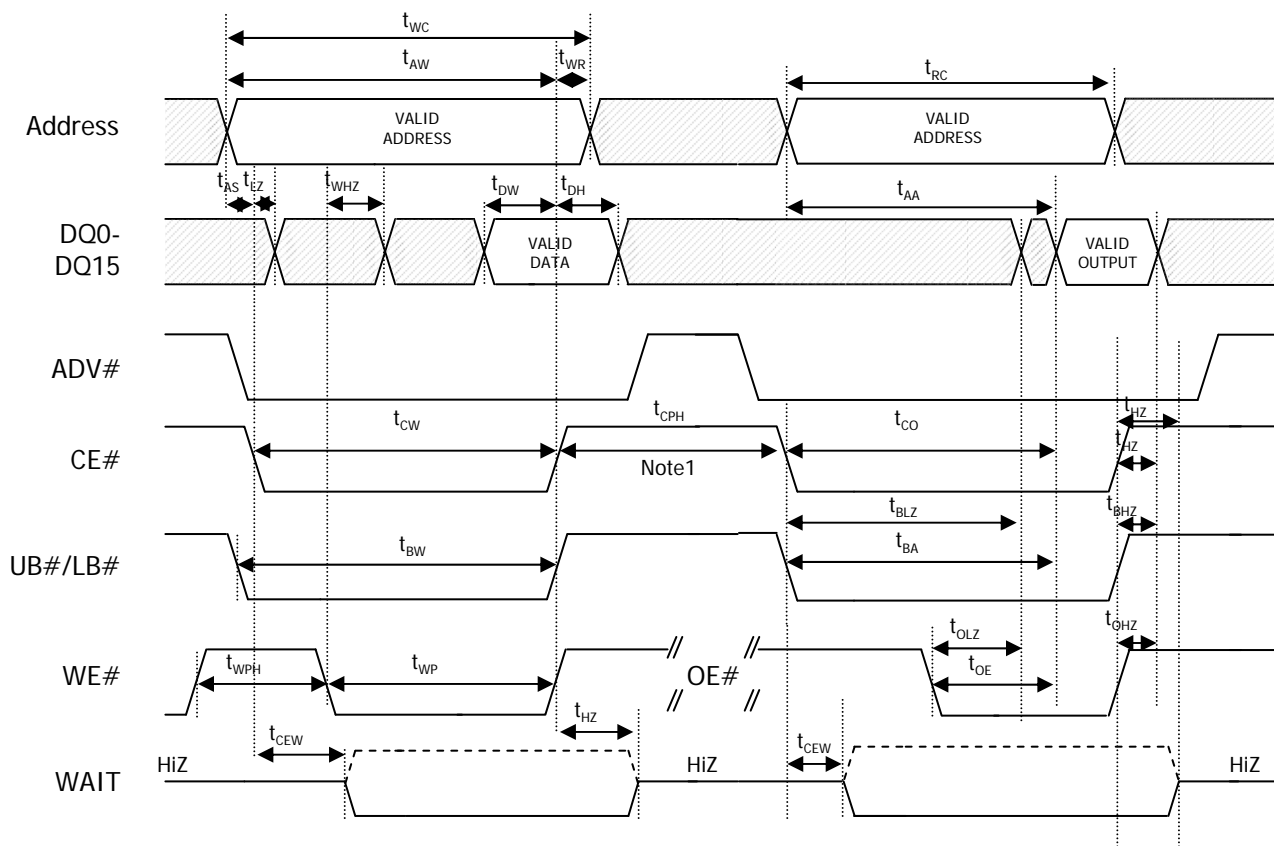 tWC
tAW
tWR
tRC
Address
VALID
ADDRESS
VALID
ADDRESS
tAS
tLZ
tWHZ
tDW
tDH
tAA
DQ0-
DQ15
VALID
DATA
VALID
OUTPUT
ADV#
tCW
tCPH
tCO
tHZ
CE#
Note1
tHZ
tBLZ
tBHZ
UB#/LB#
tBW
tBA
tOLZ
tOHZ
WE#
tWPH
tWP
//
OE#
//
tOE
//
//
tCEW
tHZ
tCEW
WAIT
HiZ
HiZ
HiZ